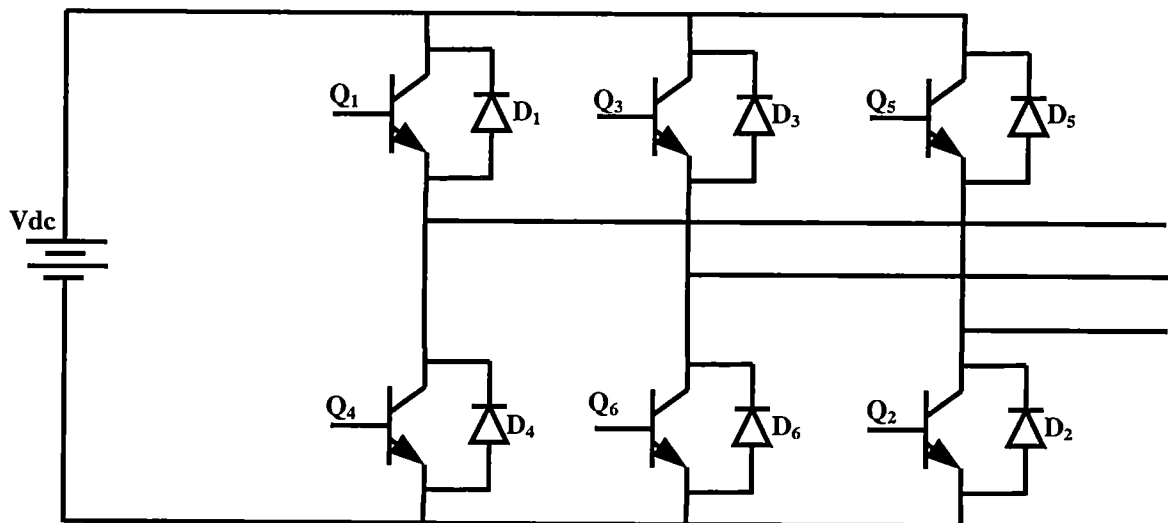 Q₁ D₁ Q₃ D₃ Q₅ D₅
Vdc
Q₄ D₄ Q₆ D₆ Q₂ D₂